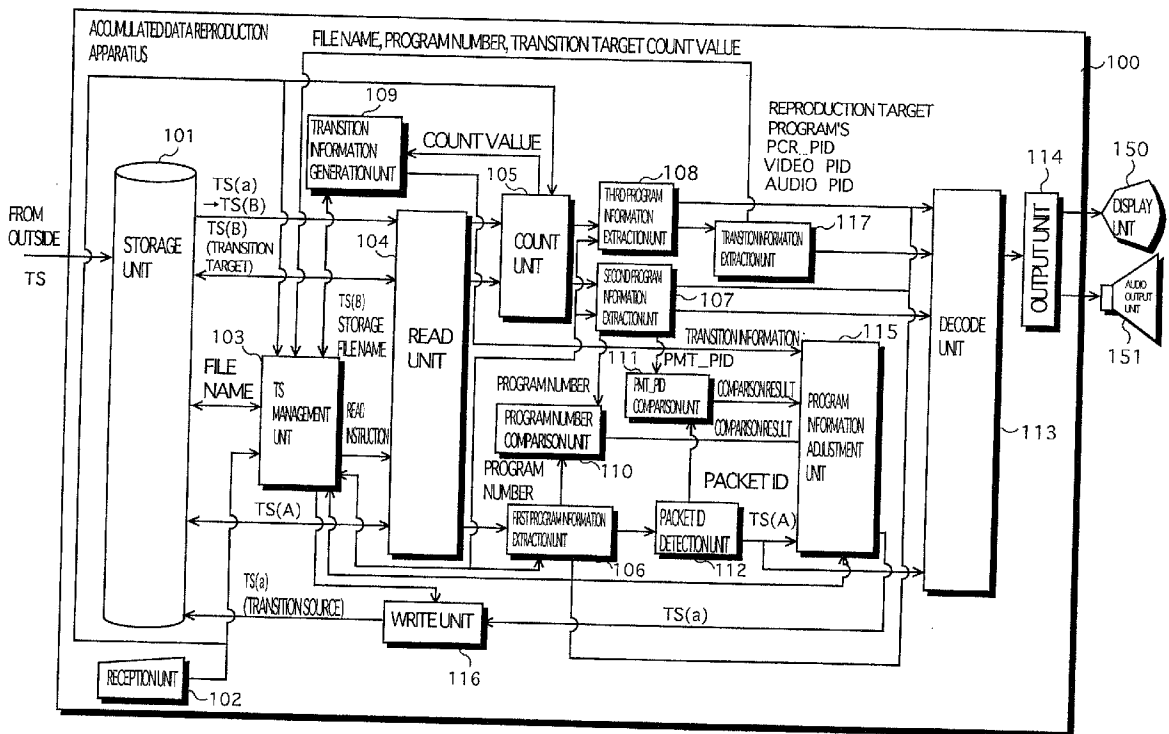 ACCUMULATED DATA REPRODUCTION
APPARATUS
FILE NAME, PROGRAM NUMBER, TRANSITION TARGET COUNT VALUE
100
109
TRANSITION
INFORMATION
GENERATION UNIT
COUNT VALUE
REPRODUCTION TARGET
PROGRAM'S
PCR_PID
VIDEO PID
AUDIO PID
101
STORAGE
UNIT
FROM
OUTSIDE
TS
TS(a)
→TS(B)
TS(B)
(TRANSITION
TARGET)
104
READ UNIT
105
COUNT
UNIT
108
THIRD PROGRAM
INFORMATION
EXTRACTION UNIT
117
TRANSITION INFORMATION
EXTRACTION UNIT
114
OUTPUT UNIT
150
DISPLAY
UNIT
AUDIO
OUTPUT
UNIT
151
SECOND PROGRAM
INFORMATION
EXTRACTION UNIT
107
TS(B)
STORAGE
FILE NAME
103
FILE
NAME
TS
MANAGEMENT
UNIT
READ
INSTRUCTION
TRANSITION INFORMATION
115
PROGRAM
INFORMATION
ADJUSTMENT
UNIT
DECODE
UNIT
113
PMT_PID
111
PMT_PID
COMPARISON UNIT
COMPARISON RESULT
PROGRAM NUMBER
PROGRAM NUMBER
COMPARISON UNIT
COMPARISON RESULT
110
PROGRAM
NUMBER
PACKET ID
TS(A)
FIRST PROGRAM INFORMATION
EXTRACTION UNIT
106
PACKET ID
DETECTION UNIT
112
TS(A)
TS(a)
(TRANSITION SOURCE)
WRITE UNIT
116
TS(a)
RECEPTION UNIT
102